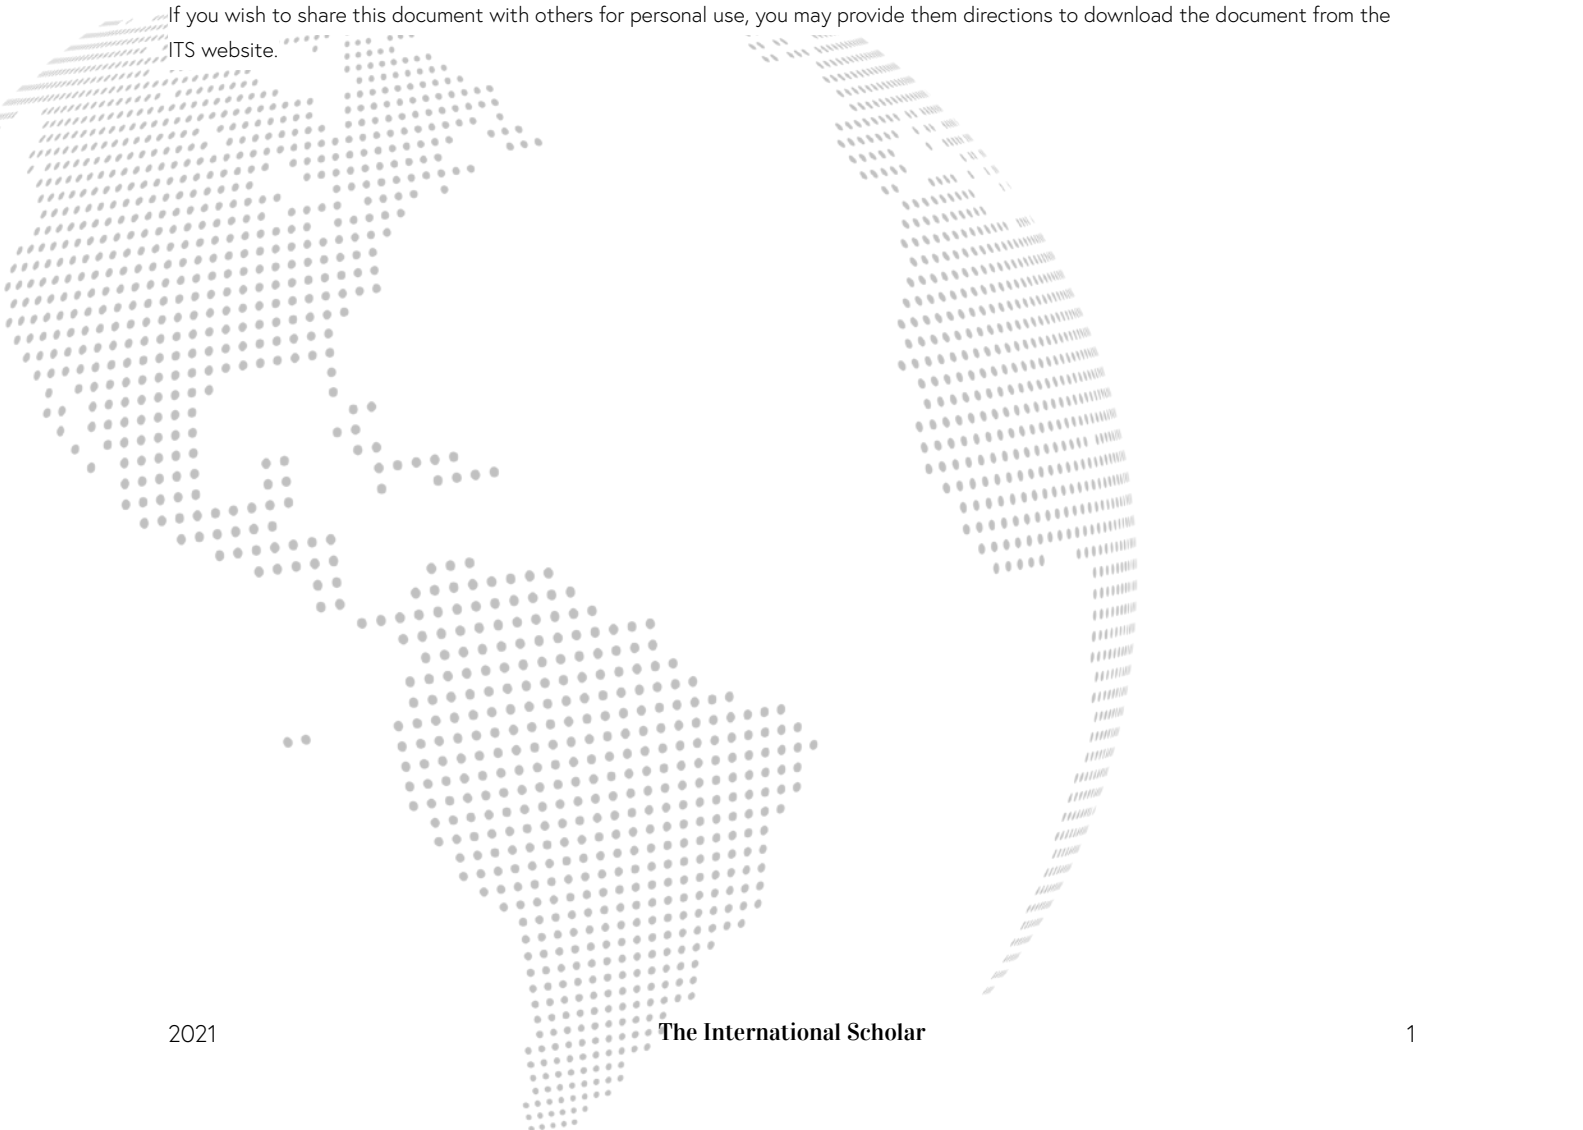 If you wish to share this document with others for personal use, you may provide them directions to download the document from the
ITS website.
2021
The International Scholar
1